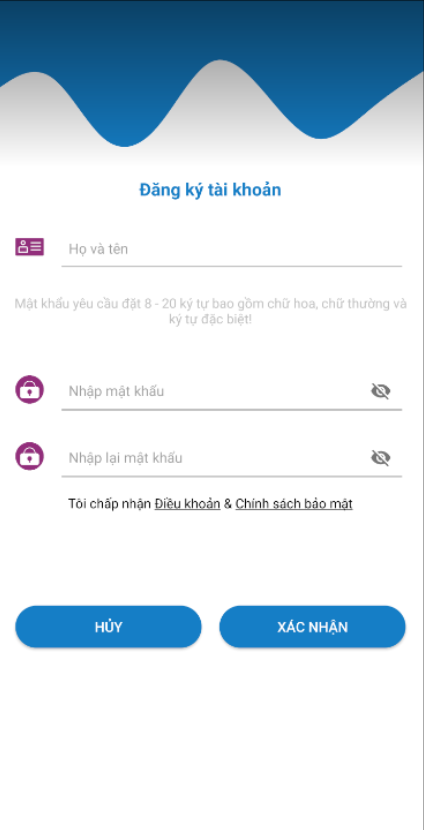 Đăng ký tài khoản
Họ và tên
Mật khẩu yêu cầu đặt 8 - 20 ký tự bao gồm chữ hoa, chữ thường và
ký tự đặc biệt!
Nhập mật khẩu
Nhập lại mật khẩu
Tôi chấp nhận Điều khoản & Chính sách bảo mật
HỦY
XÁC NHẬN